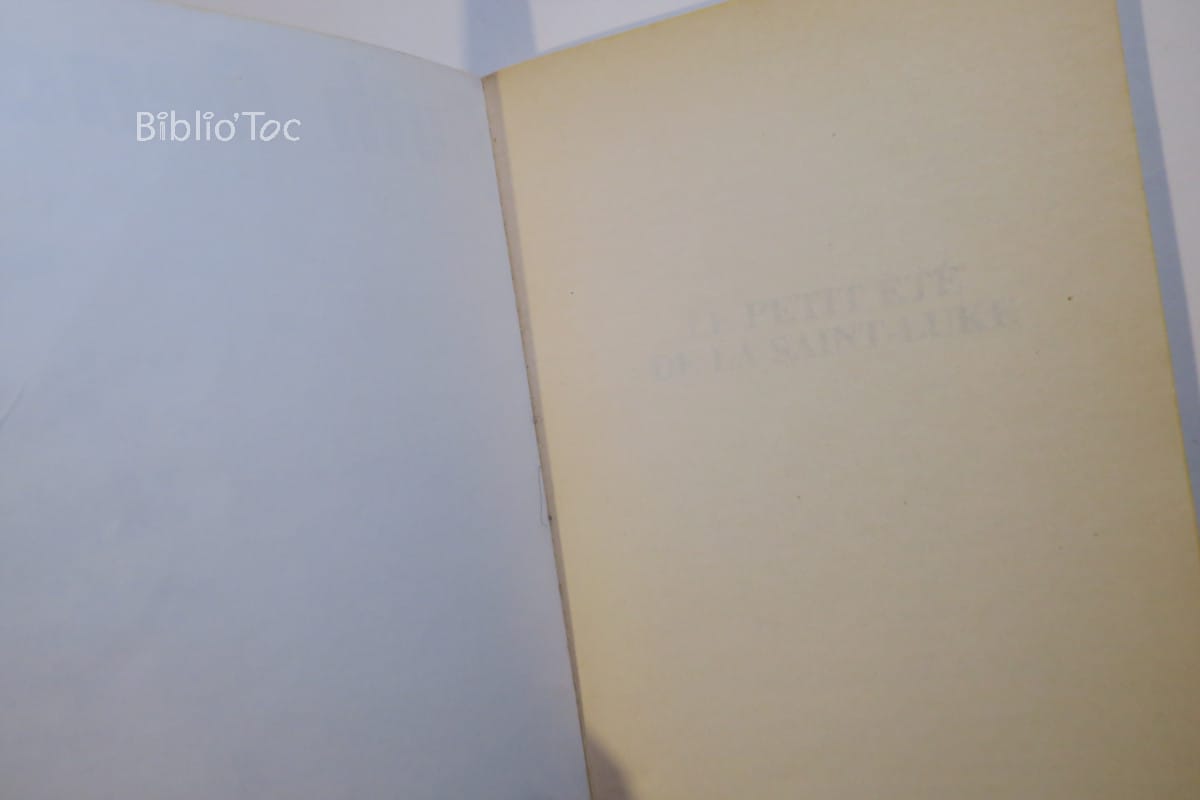 Biblio'Toc
LE PETIT ÉTÉ
DE LA SAINT-LUKE